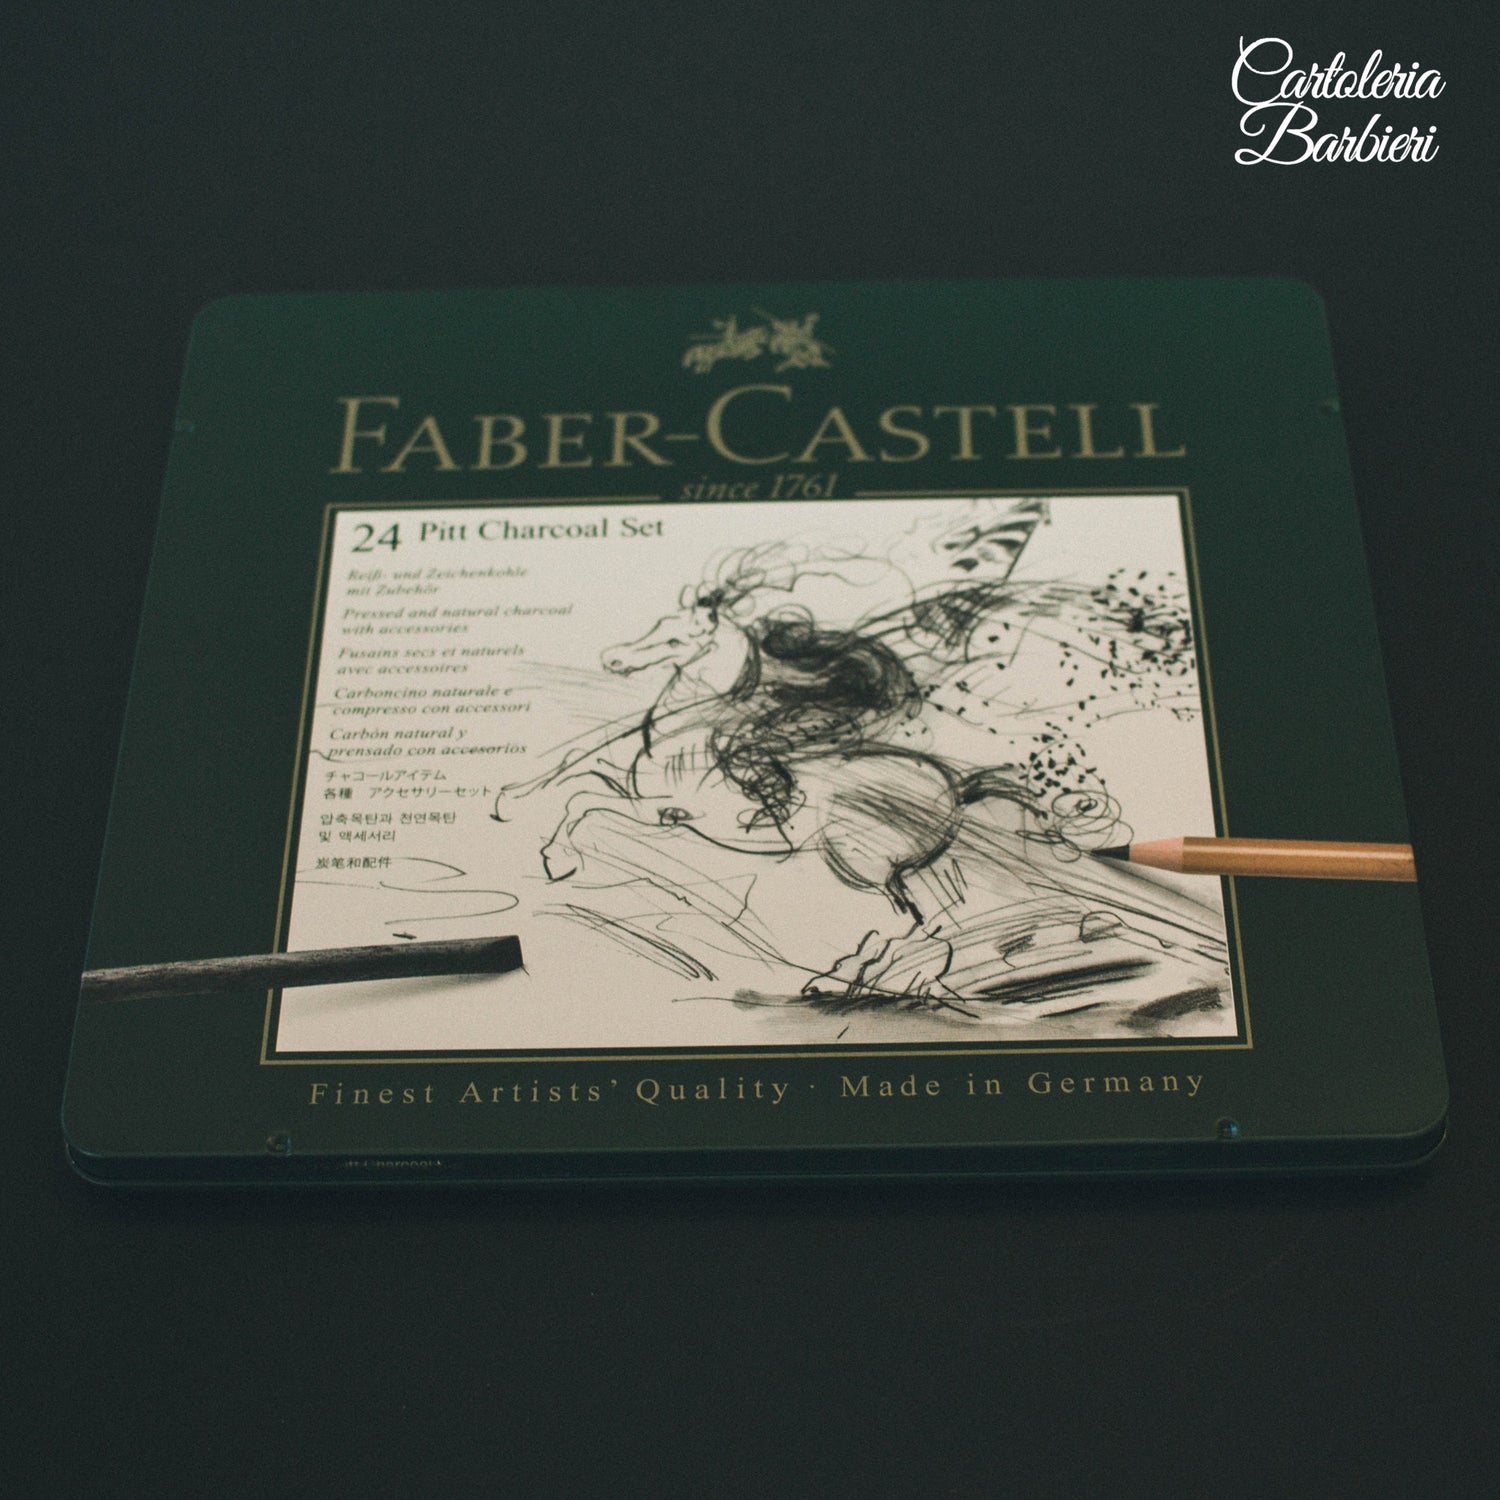 Cartoleria
Barbieri
FABER-CASTELL
since 1761
24 Pitt Charcoal Set
Reiß- und Zeichenkohle
mit Zubehör
Pressed and natural charcoal
with accessories
Fusains secs et naturels
avec accessoires
Carboncino naturale e
compresso con accessori
Carbón natural y
prensado con accesorios
チャコールアイテム
各種 アクセサリーセット
압축목탄과 천연목탄
및 액세서리
炭笔和配件
Finest Artists' Quality · Made in Germany